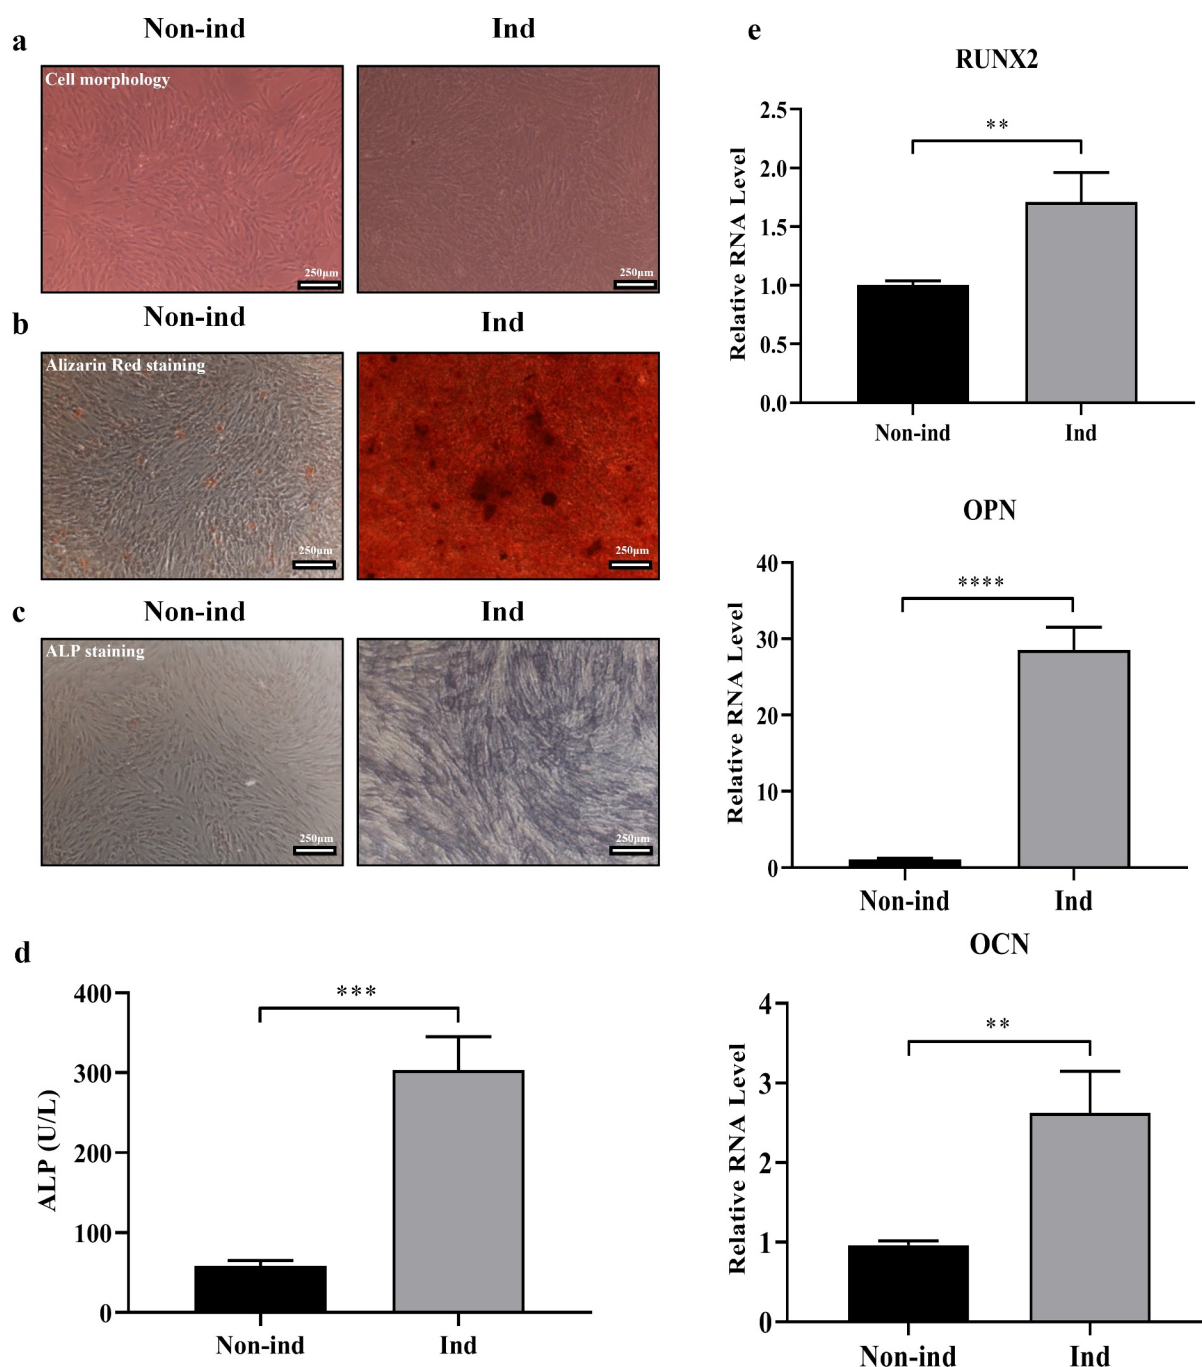 a
Non-ind
Ind
Cell morphology
250μm
250μm
b
Non-ind
Ind
Alizarin Red staining
250μm
250μm
c
Non-ind
Ind
ALP staining
250μm
250μm
d
ALP (U/L)
400
300
200
100
0
***
Non-ind
Ind
e
RUNX2
Relative RNA Level
2.5
2.0
1.5
1.0
0.5
0.0
**
Non-ind
Ind
OPN
Relative RNA Level
40
30
20
10
0
****
Non-ind
Ind
OCN
Relative RNA Level
4
3
2
1
0
**
Non-ind
Ind